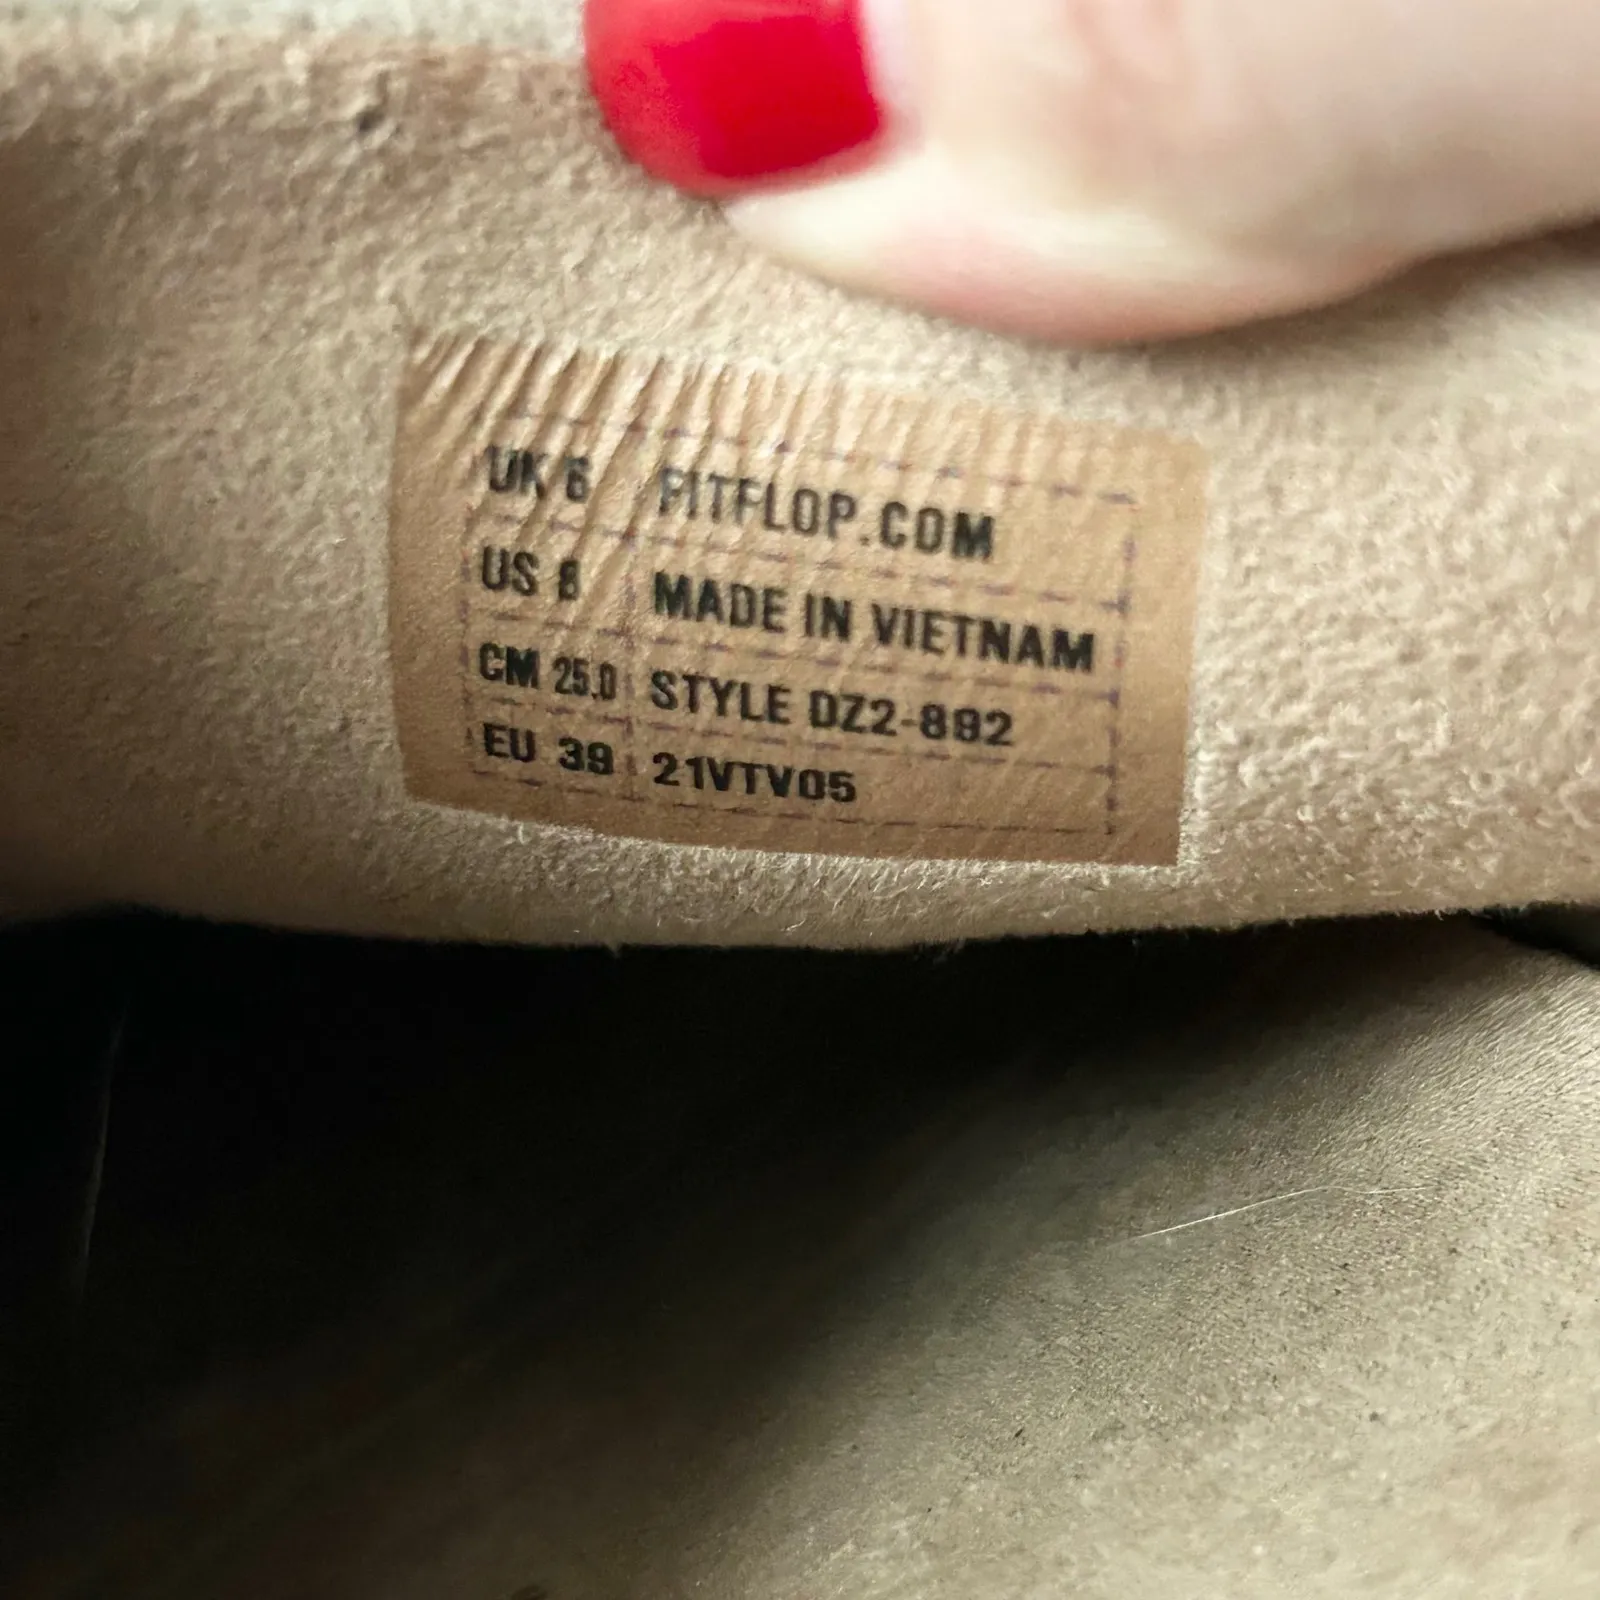 UK 6 FITFLOP.COM
US 8 MADE IN VIETNAM
CM 25.0 STYLE DZ2-892
EU 39 21VTV05